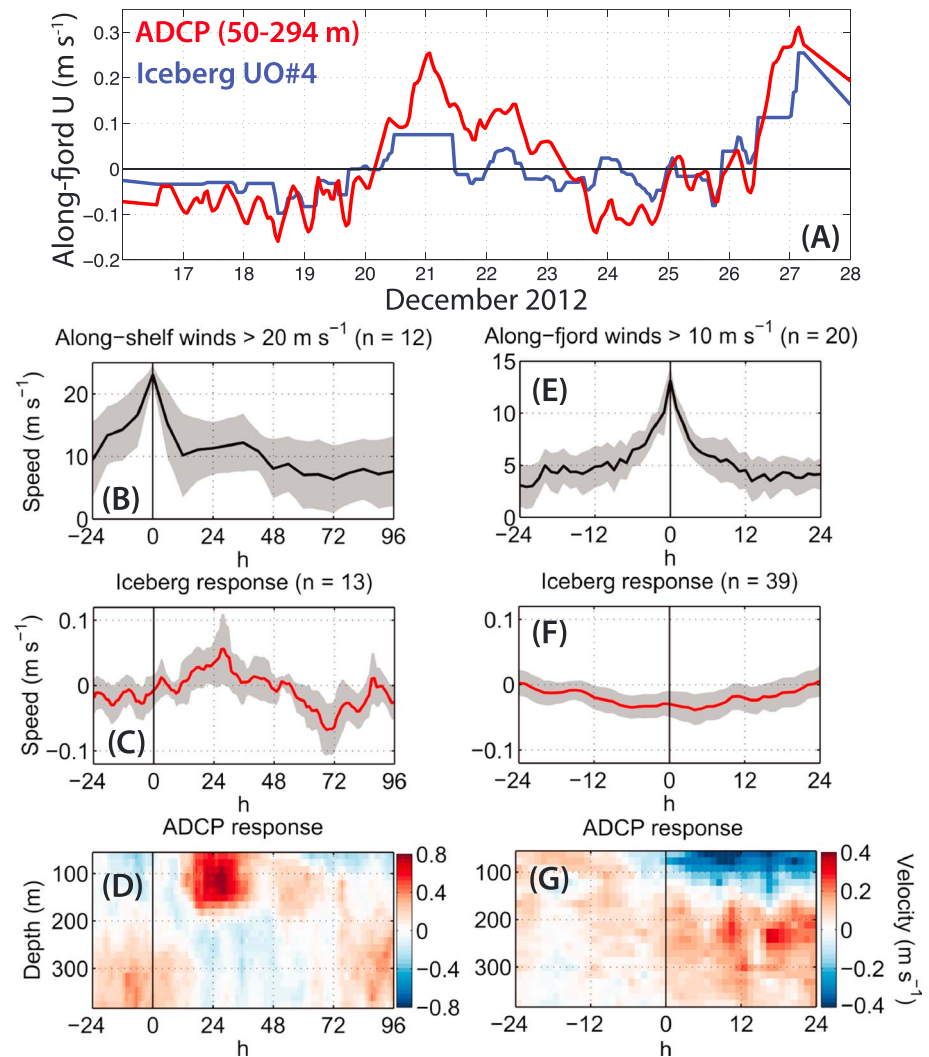 Along−fjord U (m s⁻¹)
0.3
0.2
0.1
0
−0.1
−0.2
ADCP (50-294 m)
Iceberg UO#4
(A)
17 18 19 20 21 22 23 24 25 26 27 28
December 2012
Along−shelf winds > 20 m s⁻¹ (n = 12)
Speed (m s⁻¹)
20
10
0
(B)
−24 0 24 48 72 96
h
Along−fjord winds > 10 m s⁻¹ (n = 20)
15
10
5
0
(E)
−24 −12 0 12 24
h
Iceberg response (n = 13)
Speed (m s⁻¹)
0.1
0
−0.1
(C)
−24 0 24 48 72 96
h
Iceberg response (n = 39)
0.1
0
−0.1
(F)
−24 −12 0 12 24
h
ADCP response
Depth (m)
100
200
300
(D)
−24 0 24 48 72 96
h
0.8
0.4
0
−0.4
−0.8
ADCP response
100
200
300
(G)
−24 −12 0 12 24
h
0.4
0.2
0
−0.2
−0.4
Velocity (m s⁻¹)